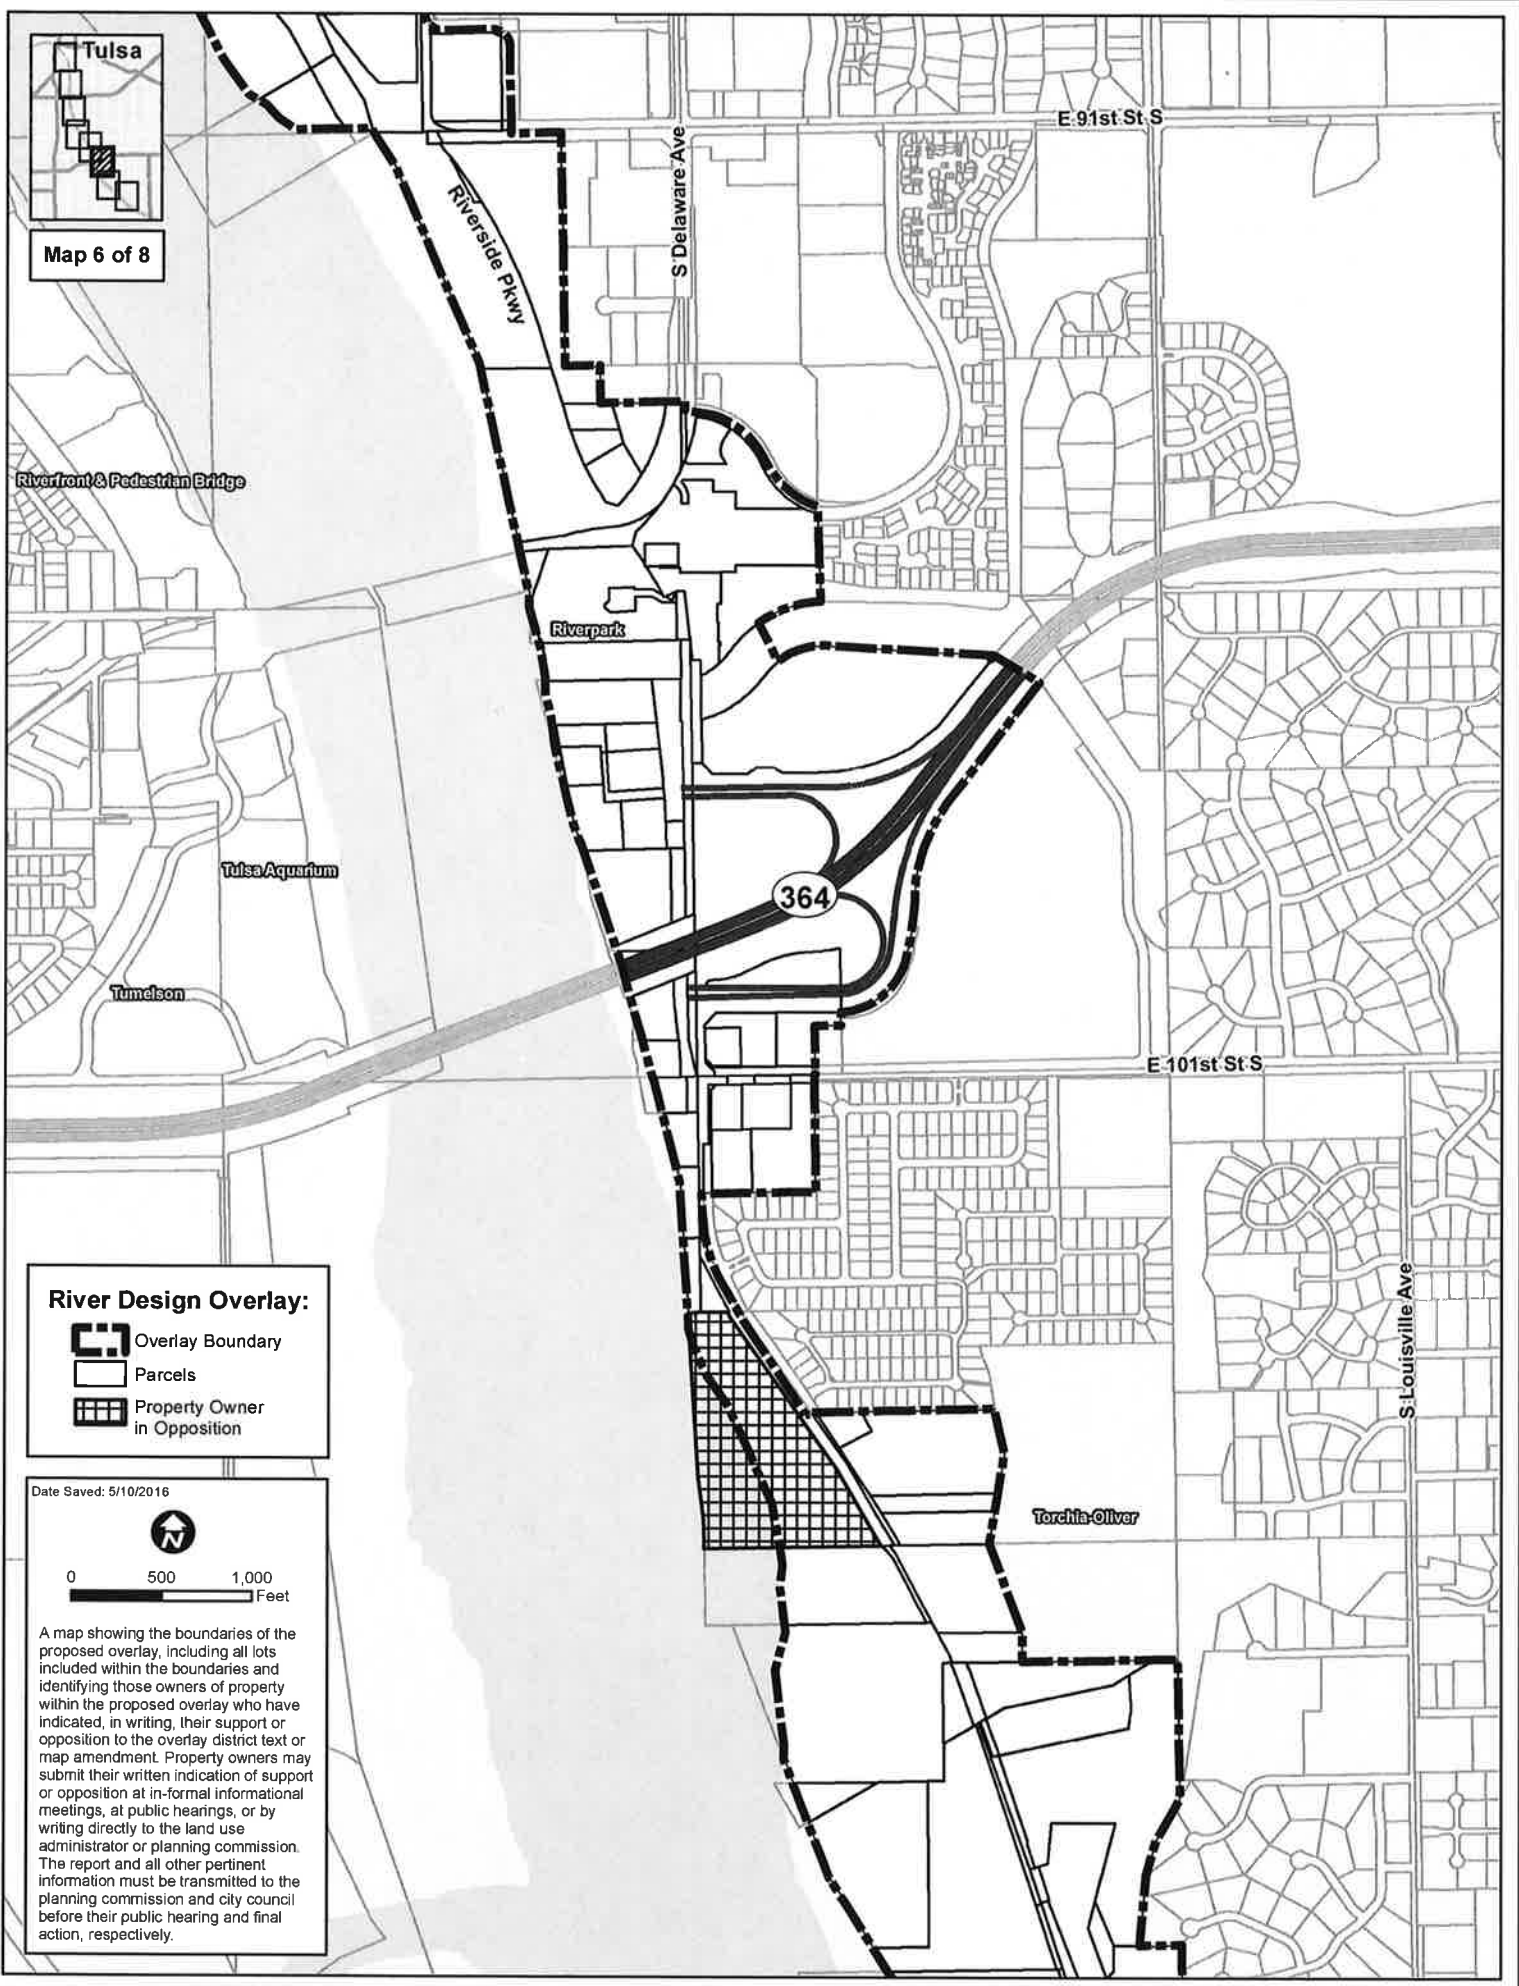 Tulsa
Map 6 of 8
E 91st St S
S Delaware Ave
Riverside Pkwy
Riverfront & Pedestrian Bridge
Riverpark
Tulsa Aquarium
364
Tumelson
E 101st St S
S Louisville Ave
Torchia-Oliver
River Design Overlay:
Overlay Boundary
Parcels
Property Owner
in Opposition
Date Saved: 5/10/2016
N
0 500 1,000
Feet
A map showing the boundaries of the
proposed overlay, including all lots
included within the boundaries and
identifying those owners of property
within the proposed overlay who have
indicated, in writing, their support or
opposition to the overlay district text or
map amendment. Property owners may
submit their written indication of support
or opposition at in-formal informational
meetings, at public hearings, or by
writing directly to the land use
administrator or planning commission.
The report and all other pertinent
information must be transmitted to the
planning commission and city council
before their public hearing and final
action, respectively.